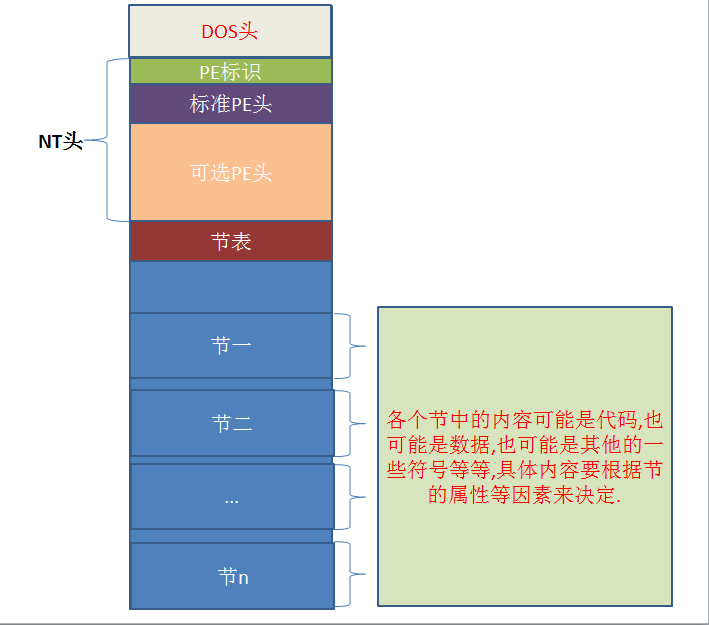 DOS头
PE标识
标准PE头
NT头
可选PE头
节表
节一
节二
...
节n
各个节中的内容可能是代码,也
可能是数据,也可能是其他的一
些符号等等,具体内容要根据节
的属性等因素来决定.